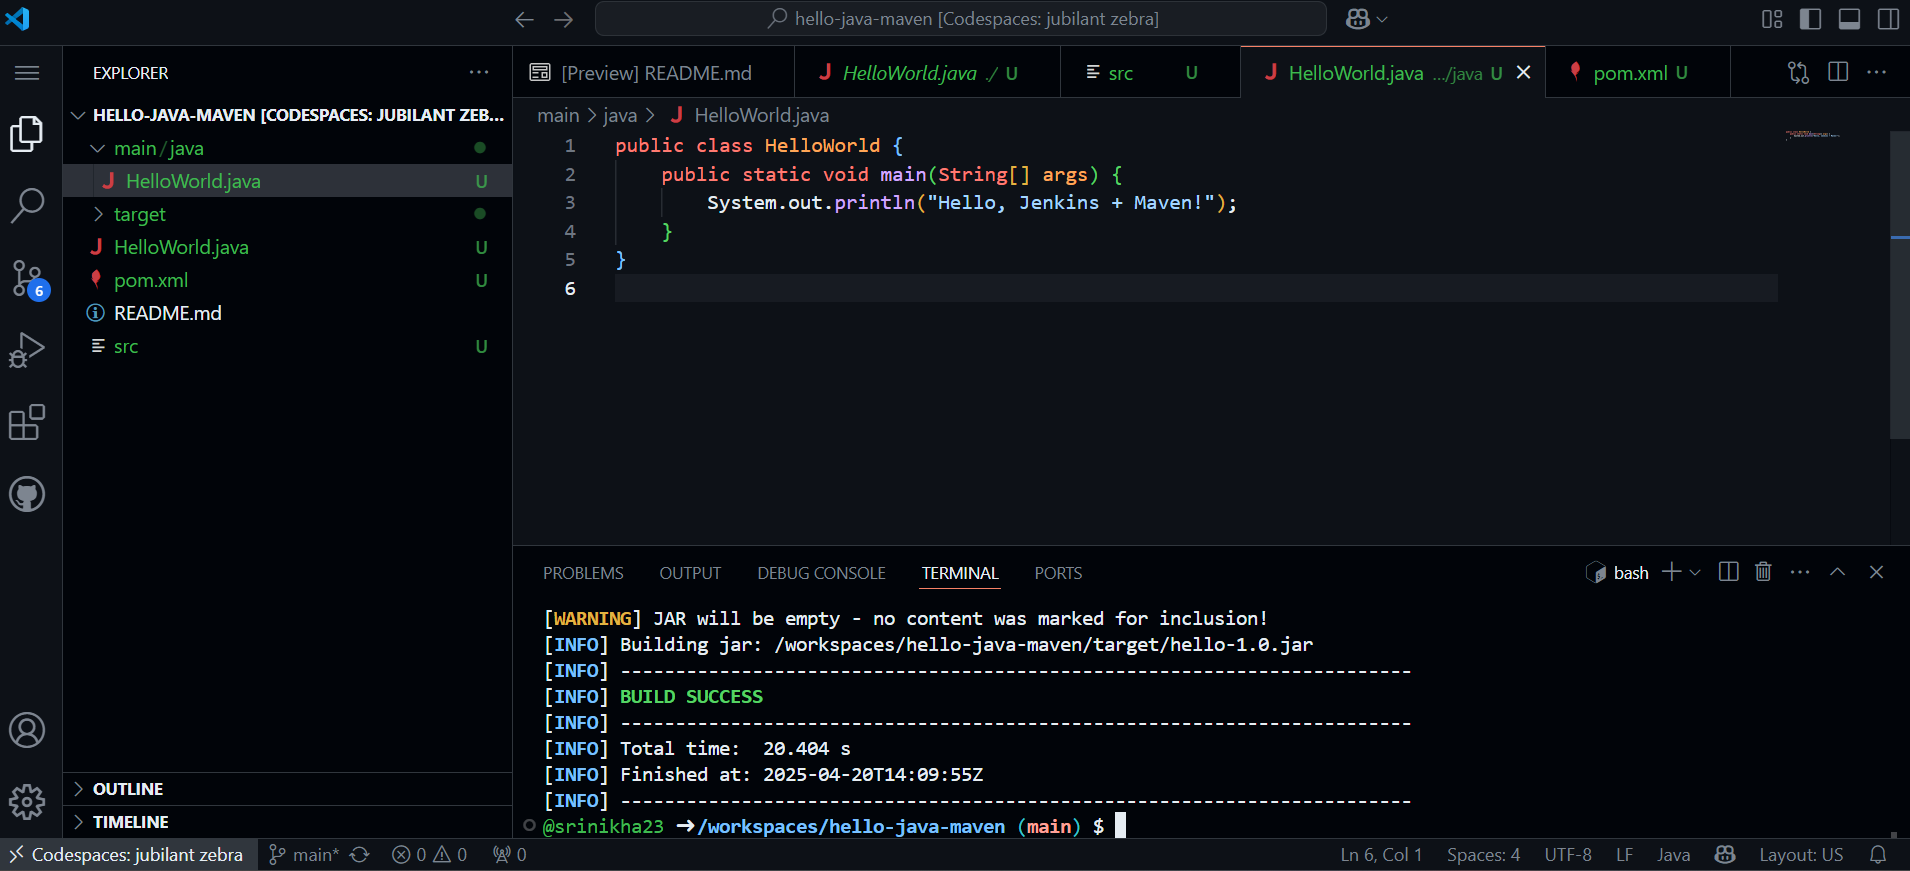 hello-java-maven [Codespaces: jubilant zebra]
EXPLORER
[Preview] README.md
HelloWorld.java ./ U
src U
HelloWorld.java .../java U
pom.xml U
HELLO-JAVA-MAVEN [CODESPACES: JUBILANT ZEB...
main / java
HelloWorld.java U
target
HelloWorld.java U
pom.xml U
README.md
src U
6
OUTLINE
TIMELINE
main > java > HelloWorld.java
1 public class HelloWorld {
2 public static void main(String[] args) {
3 System.out.println("Hello, Jenkins + Maven!");
4 }
5 }
6
PROBLEMS OUTPUT DEBUG CONSOLE TERMINAL PORTS
bash
[WARNING] JAR will be empty - no content was marked for inclusion!
[INFO] Building jar: /workspaces/hello-java-maven/target/hello-1.0.jar
[INFO] ------------------------------------------------------------------------
[INFO] BUILD SUCCESS
[INFO] ------------------------------------------------------------------------
[INFO] Total time:  20.404 s
[INFO] Finished at: 2025-04-20T14:09:55Z
[INFO] ------------------------------------------------------------------------
@srinikha23 ➜/workspaces/hello-java-maven (main) $
Codespaces: jubilant zebra main* 0 0 0 Ln 6, Col 1 Spaces: 4 UTF-8 LF Java Layout: US